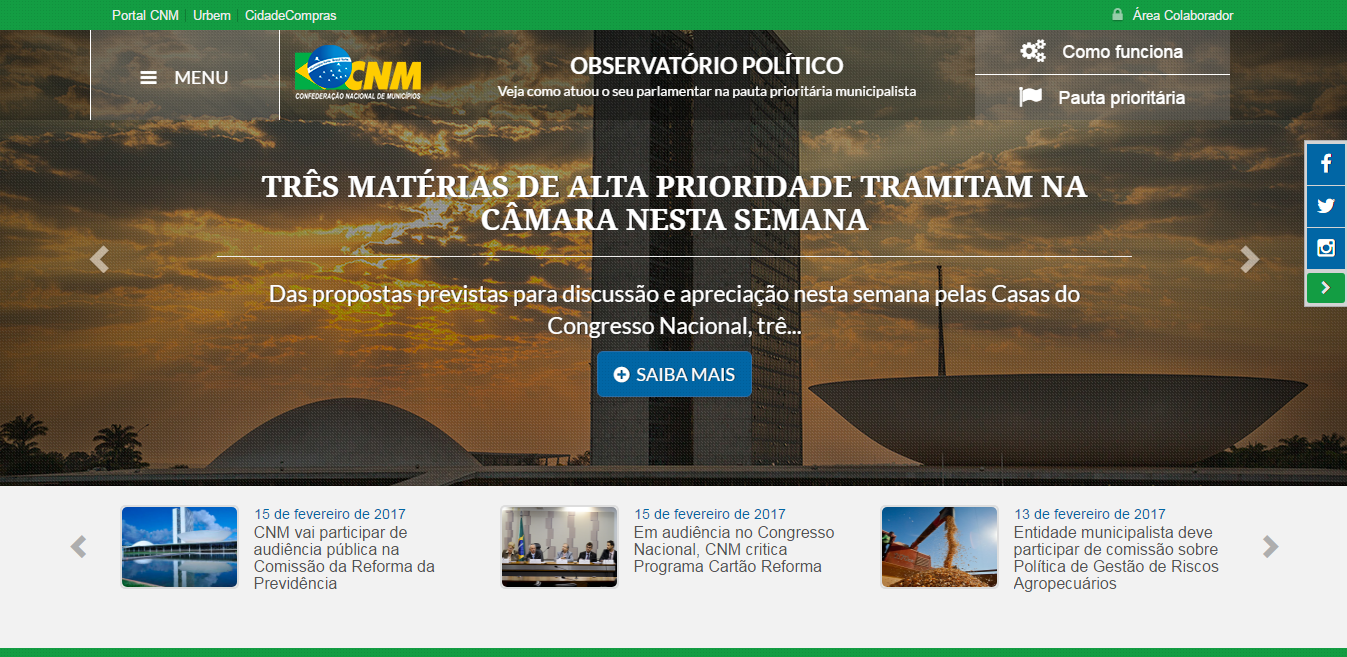 Portal CNM Urbem CidadeCompras Área Colaborador
MENU
CNM
CONFEDERAÇÃO NACIONAL DE MUNICÍPIOS
OBSERVATÓRIO POLÍTICO
Veja como atuou o seu parlamentar na pauta prioritária municipalista
Como funciona
Pauta prioritária
TRÊS MATÉRIAS DE ALTA PRIORIDADE TRAMITAM NA
CÂMARA NESTA SEMANA
Das propostas previstas para discussão e apreciação nesta semana pelas Casas do
Congresso Nacional, trê...
SAIBA MAIS
15 de fevereiro de 2017
CNM vai participar de
audiência pública na
Comissão da Reforma da
Previdência
15 de fevereiro de 2017
Em audiência no Congresso
Nacional, CNM critica
Programa Cartão Reforma
13 de fevereiro de 2017
Entidade municipalista deve
participar de comissão sobre
Política de Gestão de Riscos
Agropecuários